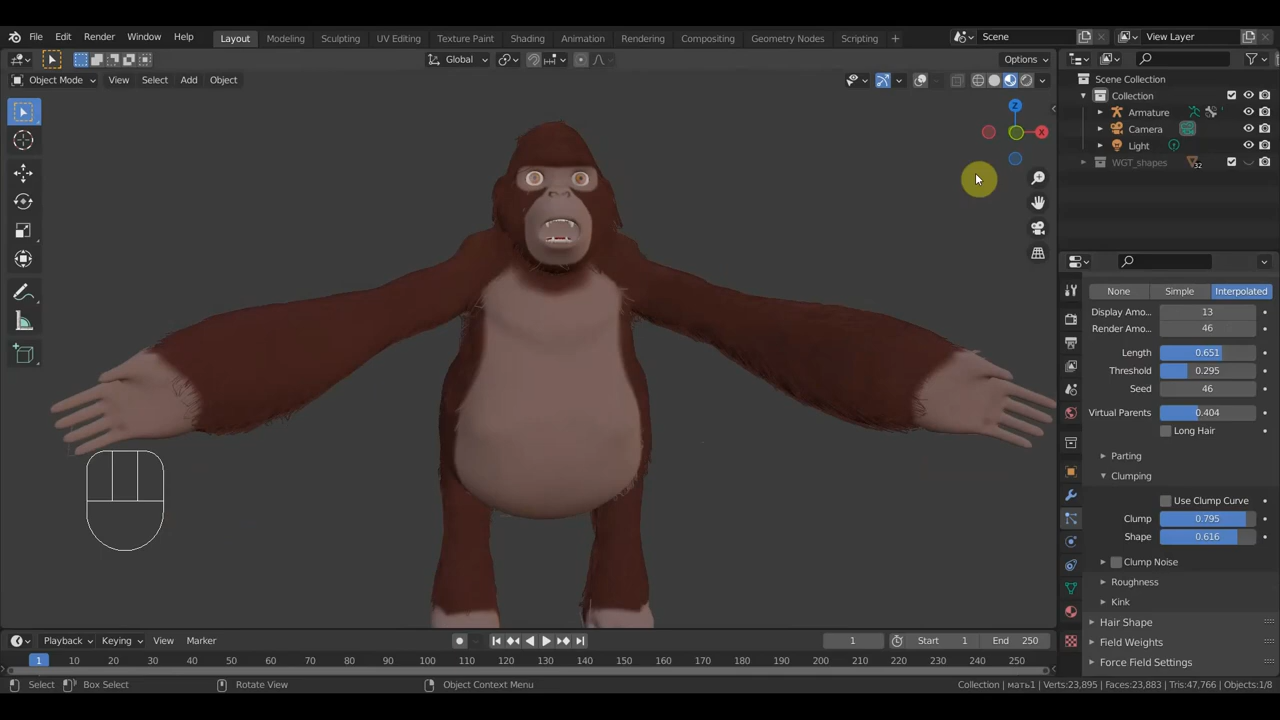 File Edit Render Window Help Layout Modeling Sculpting UV Editing Texture Paint Shading Animation Rendering Compositing Geometry Nodes Scripting + Scene View Layer
Global Options
Object Mode View Select Add Object
Scene Collection
Collection
Armature
Camera
Light
WGT_shapes 32
Z
X
None Simple Interpolated
Display Amo... 13
Render Amo... 46
Length 0.651
Threshold 0.295
Seed 46
Virtual Parents 0.404
Long Hair
Parting
Clumping
Use Clump Curve
Clump 0.795
Shape 0.616
Clump Noise
Roughness
Kink
Hair Shape
Field Weights
Force Field Settings
Playback Keying View Marker 1 Start 1 End 250
1 10 20 30 40 50 60 70 80 90 100 110 120 130 140 150 160 170 180 190 200 210 220 230 240 250
Select Box Select Rotate View Object Context Menu Collection | мать1 | Verts:23,895 | Faces:23,883 | Tris:47,766 | Objects:1/8